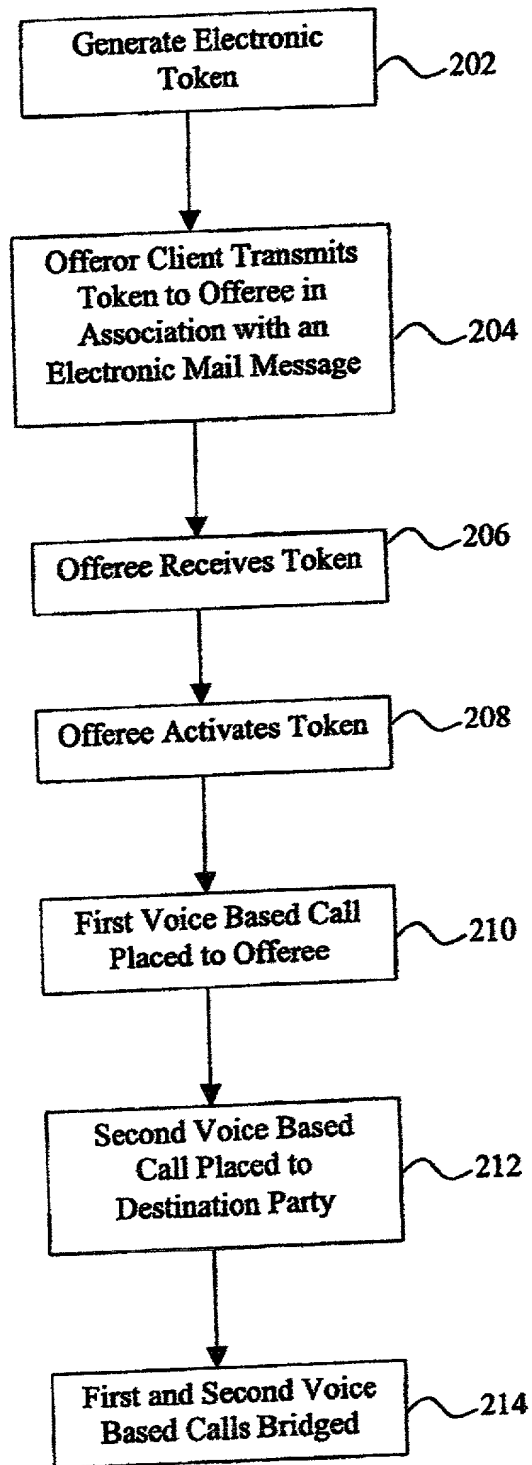 Generate Electronic
Token
202
Offeror Client Transmits
Token to Offeree in
Association with an
Electronic Mail Message
204
206
Offeree Receives Token
Offeree Activates Token
208
First Voice Based Call
Placed to Offeree
210
Second Voice Based
Call Placed to
Destination Party
212
First and Second Voice
Based Calls Bridged
214